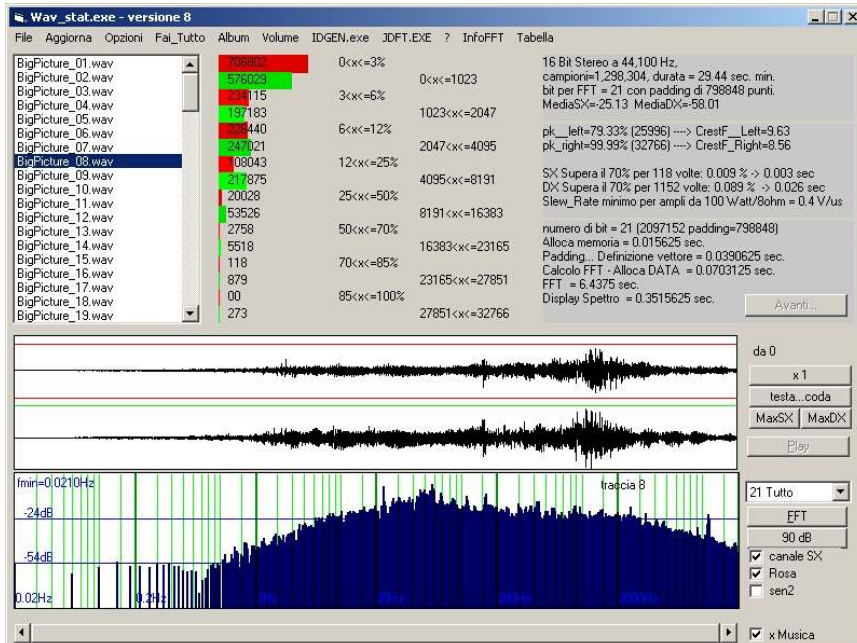 Wav_stat.exe - versione 8
File Aggiorna Opzioni Fai_Tutto Album Volume IDGEN.exe JDFT.EXE ? InfoFFT Tabella
BigPicture_01.wav
BigPicture_02.wav
BigPicture_03.wav
BigPicture_04.wav
BigPicture_05.wav
BigPicture_06.wav
BigPicture_07.wav
BigPicture_08.wav
BigPicture_09.wav
BigPicture_10.wav
BigPicture_11.wav
BigPicture_12.wav
BigPicture_13.wav
BigPicture_14.wav
BigPicture_15.wav
BigPicture_16.wav
BigPicture_17.wav
BigPicture_18.wav
BigPicture_19.wav
706802 0<x<=3%
576029 0<x<=1023
234115 3<x<=6%
197183 1023<x<=2047
226440 6<x<=12%
247021 2047<x<=4095
108043 12<x<=25%
217875 4095<x<=8191
20028 25<x<=50%
53526 8191<x<=16383
2758 50<x<=70%
5518 16383<x<=23165
118 70<x<=85%
879 23165<x<=27851
00 85<x<=100%
273 27851<x<=32766
16 Bit Stereo a 44,100 Hz,
campioni=1,298,304, durata = 29.44 sec. min.
bit per FFT = 21 con padding di 798848 punti.
MediaSX=-25.13 MediaDX=-58.01
pk__left=79.33% (25996) ----> CrestF__Left=9.63
pk_right=99.99% (32766) ----> CrestF_Right=8.56
SX Supera il 70% per 118 volte: 0.009 % -> 0.003 sec
DX Supera il 70% per 1152 volte: 0.089 % -> 0.026 sec
Slew_Rate minimo per ampli da 100 Watt/8ohm = 0.4 V/us
numero di bit = 21 (2097152 padding=798848)
Alloca memoria = 0.015625 sec.
Padding... Definizione vettore = 0.0390625 sec.
Calcolo FFT - Alloca DATA = 0.0703125 sec.
FFT = 6.4375 sec.
Display Spettro = 0.3515625 sec.
Avanti...
da 0
x 1
testa...coda
MaxSX MaxDX
Play
fmin=0.0210Hz
traccia 8
-24dB
-54dB
0.02Hz 0.2Hz 2Hz 20Hz 200Hz 2000Hz
21 Tutto
FFT
90 dB
canale SX
Rosa
sen2
x Musica